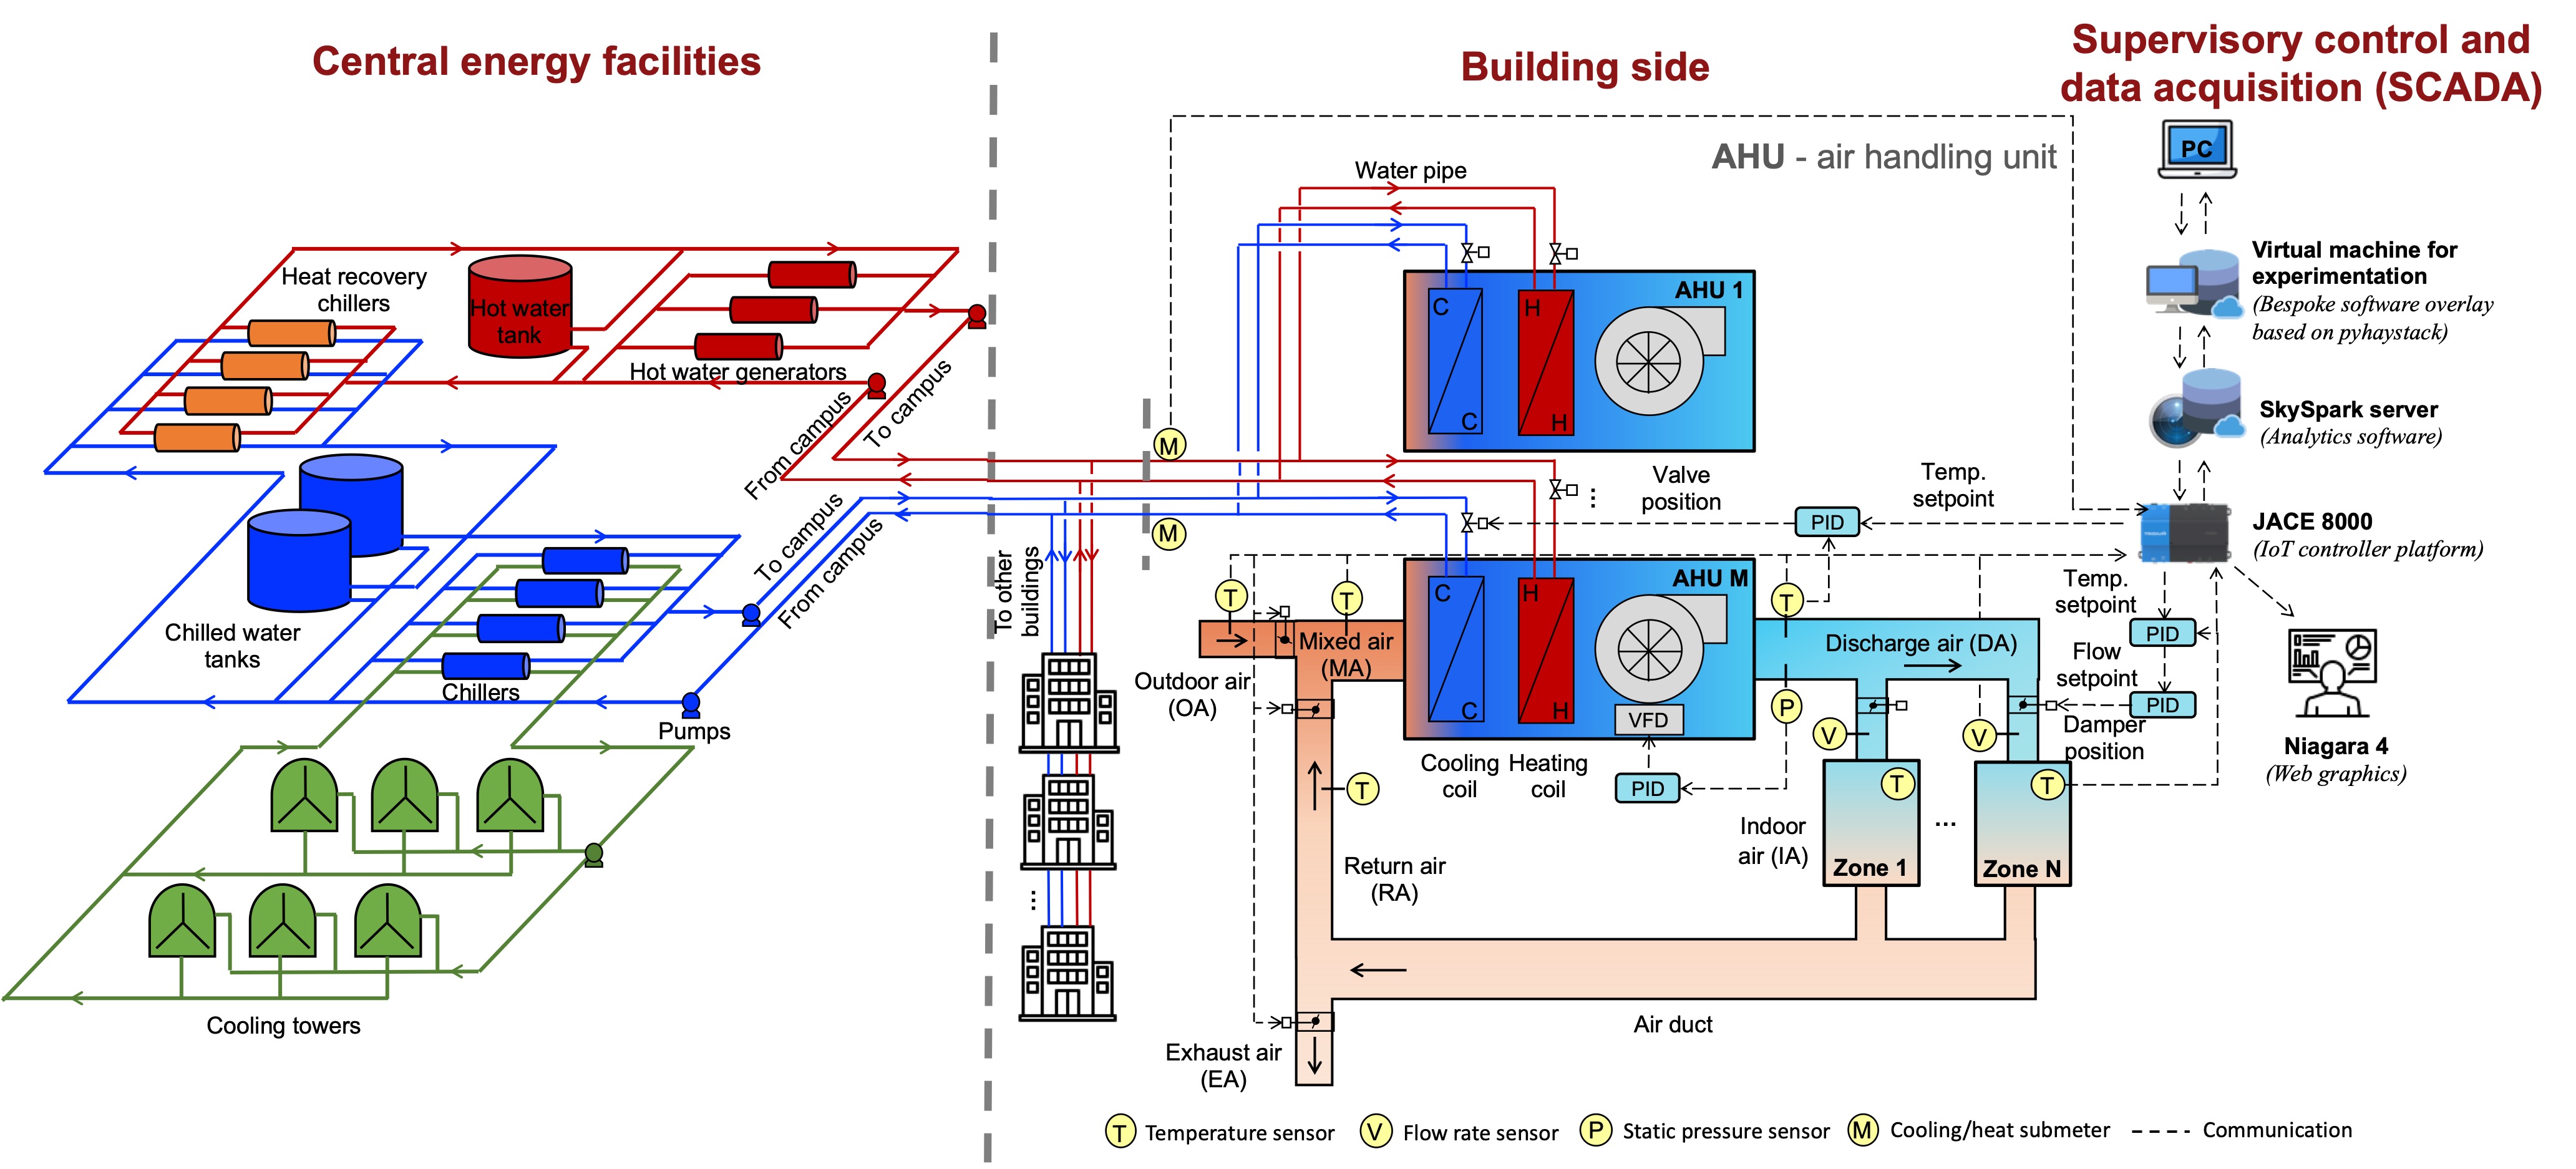 Central energy facilities
Building side
Supervisory control and
data acquisition (SCADA)
AHU - air handling unit
PC
Water pipe
Virtual machine for
experimentation
(Bespoke software overlay
based on pyhaystack)
Heat recovery
chillers
Hot water
tank
Hot water generators
From campus
To campus
AHU 1
C
C
H
H
M
SkySpark server
(Analytics software)
Valve
position
Temp.
setpoint
PID
JACE 8000
(IoT controller platform)
To campus
From campus
M
To other
buildings
Chilled water
tanks
Chillers
Pumps
Cooling towers
AHU M
C
C
H
H
T
T
T
Mixed air
(MA)
Outdoor air
(OA)
Discharge air (DA)
VFD
P
V
V
Cooling
coil
Heating
coil
PID
T
Temp.
setpoint
PID
Flow
setpoint
PID
Damper
position
Niagara 4
(Web graphics)
T
T
Indoor
air (IA)
Zone 1
...
Zone N
Return air
(RA)
Air duct
Exhaust air
(EA)
T Temperature sensor V Flow rate sensor P Static pressure sensor M Cooling/heat submeter Communication